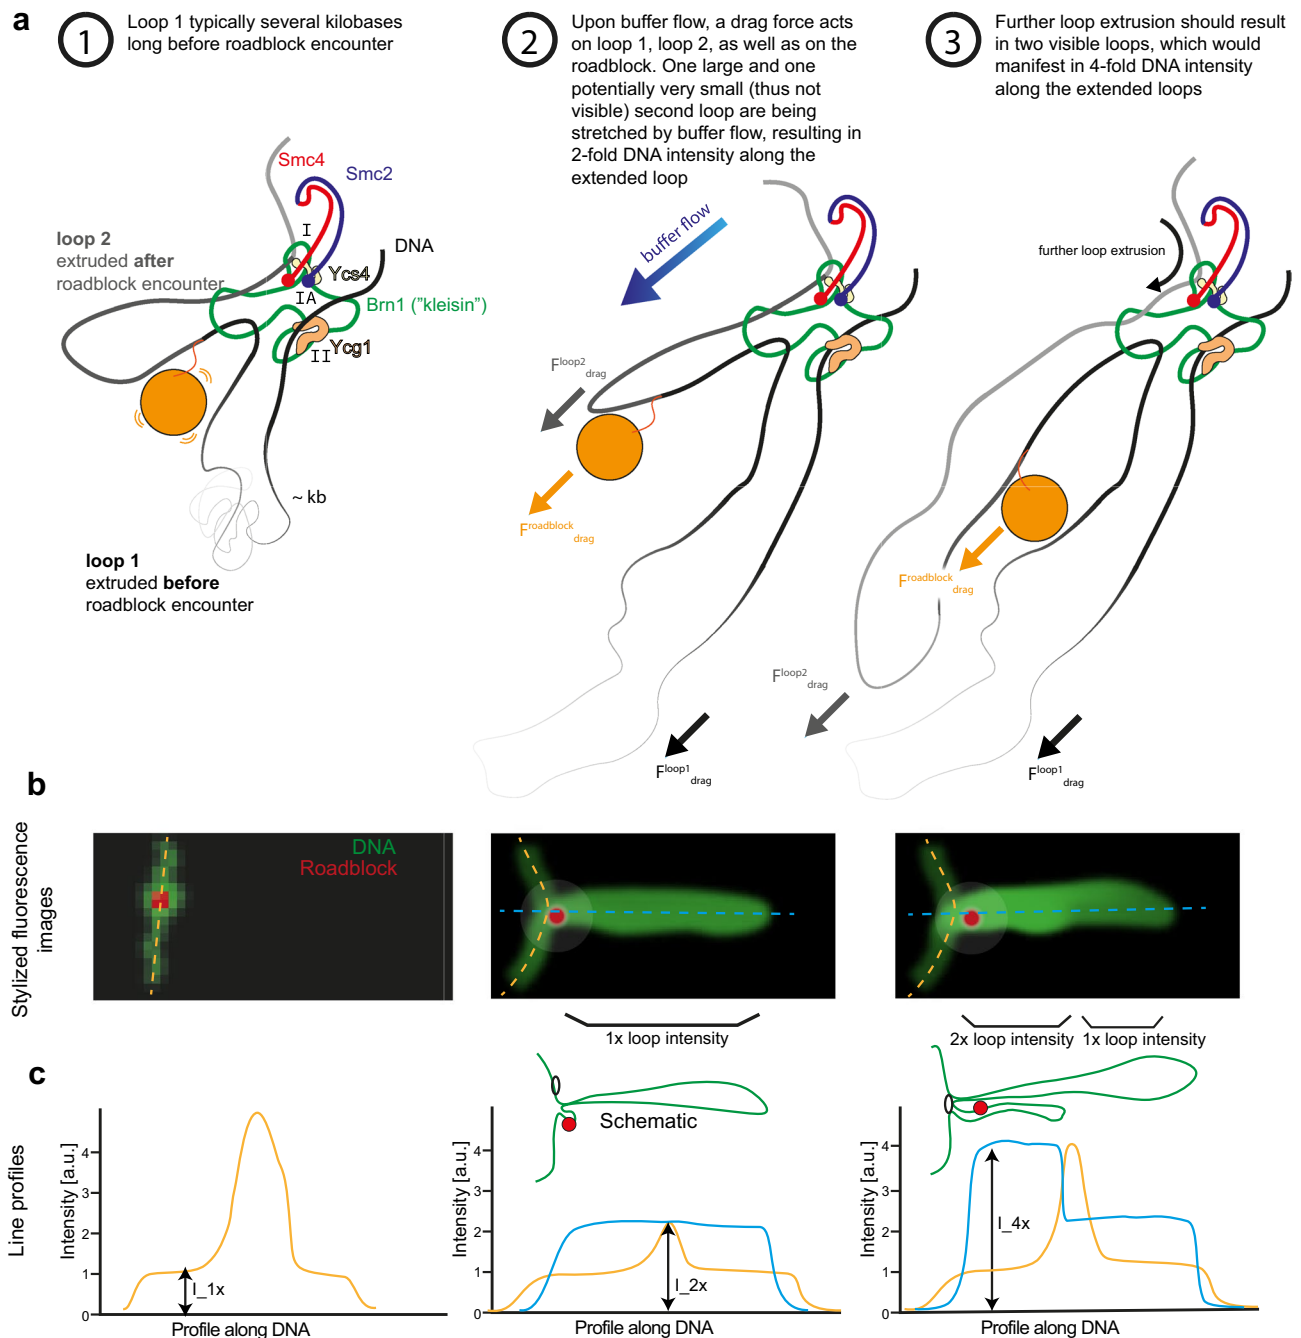 a
1
Loop 1 typically several kilobases
long before roadblock encounter
2
Upon buffer flow, a drag force acts
on loop 1, loop 2, as well as on the
roadblock. One large and one
potentially very small (thus not
visible) second loop are being
stretched by buffer flow, resulting in
2-fold DNA intensity along the
extended loop
3
Further loop extrusion should result
in two visible loops, which would
manifest in 4-fold DNA intensity
along the extended loops
Smc4
Smc2
I
DNA
loop 2
extruded after
roadblock encounter
Ycs4
IA
Brn1 ("kleisin")
Ycg1
II
~ kb
loop 1
extruded before
roadblock encounter
buffer flow
F loop2 drag
F roadblock drag
F loop1 drag
further loop extrusion
F roadblock drag
F loop2 drag
F loop1 drag
b
Stylized fluorescence
images
DNA
Roadblock
1x loop intensity
2x loop intensity
1x loop intensity
c
Line profiles
Intensity [a.u.]
4
3
2
1
0
I_1x
Profile along DNA
Schematic
Intensity [a.u.]
4
3
2
1
0
I_2x
Profile along DNA
Intensity [a.u.]
4
3
2
1
0
I_4x
Profile along DNA